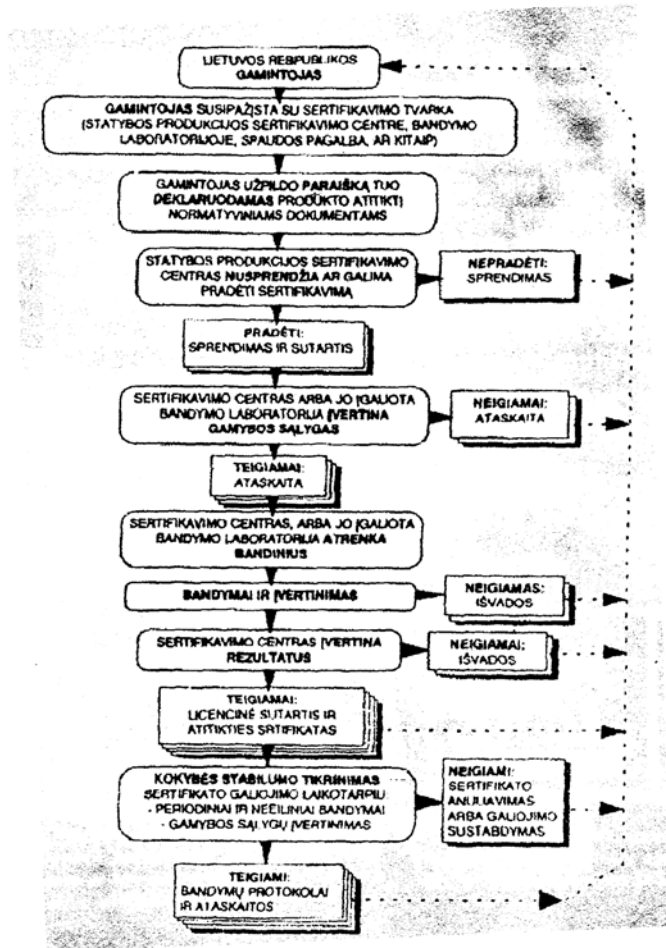 LIETUVOS RESPUBLIKOS
GAMINTOJAS
GAMINTOJAS SUSIPAŽĮSTA SU SERTIFIKAVIMO TVARKA
(STATYBOS PRODUKCIJOS SERTIFIKAVIMO CENTRE, BANDYMO
LABORATORIJOJE, SPAUDOS PAGALBA, AR KITAIP)
GAMINTOJAS UŽPILDO PARAIŠKĄ TUO
DEKLARUODAMAS PRODUKTO ATITIKTĮ
NORMATYVINIAMS DOKUMENTAMS
STATYBOS PRODUKCIJOS SERTIFIKAVIMO
CENTRAS NUSPRENDŽIA AR GALIMA
PRADĖTI SERTIFIKAVIMĄ
NEPRADĖTI:
SPRENDIMAS
PRADĖTI:
SPRENDIMAS IR SUTARTIS
SERTIFIKAVIMO CENTRAS ARBA JO ĮGALIOTA
BANDYMO LABORATORIJA ĮVERTINA
GAMYBOS SĄLYGAS
NEIGIAMAI:
ATASKAITA
TEIGIAMAI:
ATASKAITA
SERTIFIKAVIMO CENTRAS, ARBA JO ĮGALIOTA
BANDYMO LABORATORIJA ATRENKA
BANDINIUS
BANDYMAI IR ĮVERTINIMAS
NEIGIAMAS:
IŠVADOS
SERTIFIKAVIMO CENTRAS ĮVERTINA
REZULTATUS
NEIGIAMAI:
IŠVADOS
TEIGIAMAI:
LICENCINĖ SUTARTIS IR
ATITIKTIES SRTIFIKATAS
KOKYBĖS STABILUMO TIKRINIMAS
SERTIFIKATO GALIOJIMO LAIKOTARPIU:
- PERIODINIAI IR NEEILINIAI BANDYMAI
- GAMYBOS SĄLYGŲ ĮVERTINIMAS
NEIGIAMI:
SERTIFIKATO
ANULIAVIMAS
ARBA GALIOJIMO
SUSTABDYMAS
TEIGIAMI:
BANDYMŲ PROTOKOLAI
IR ATASKAITOS